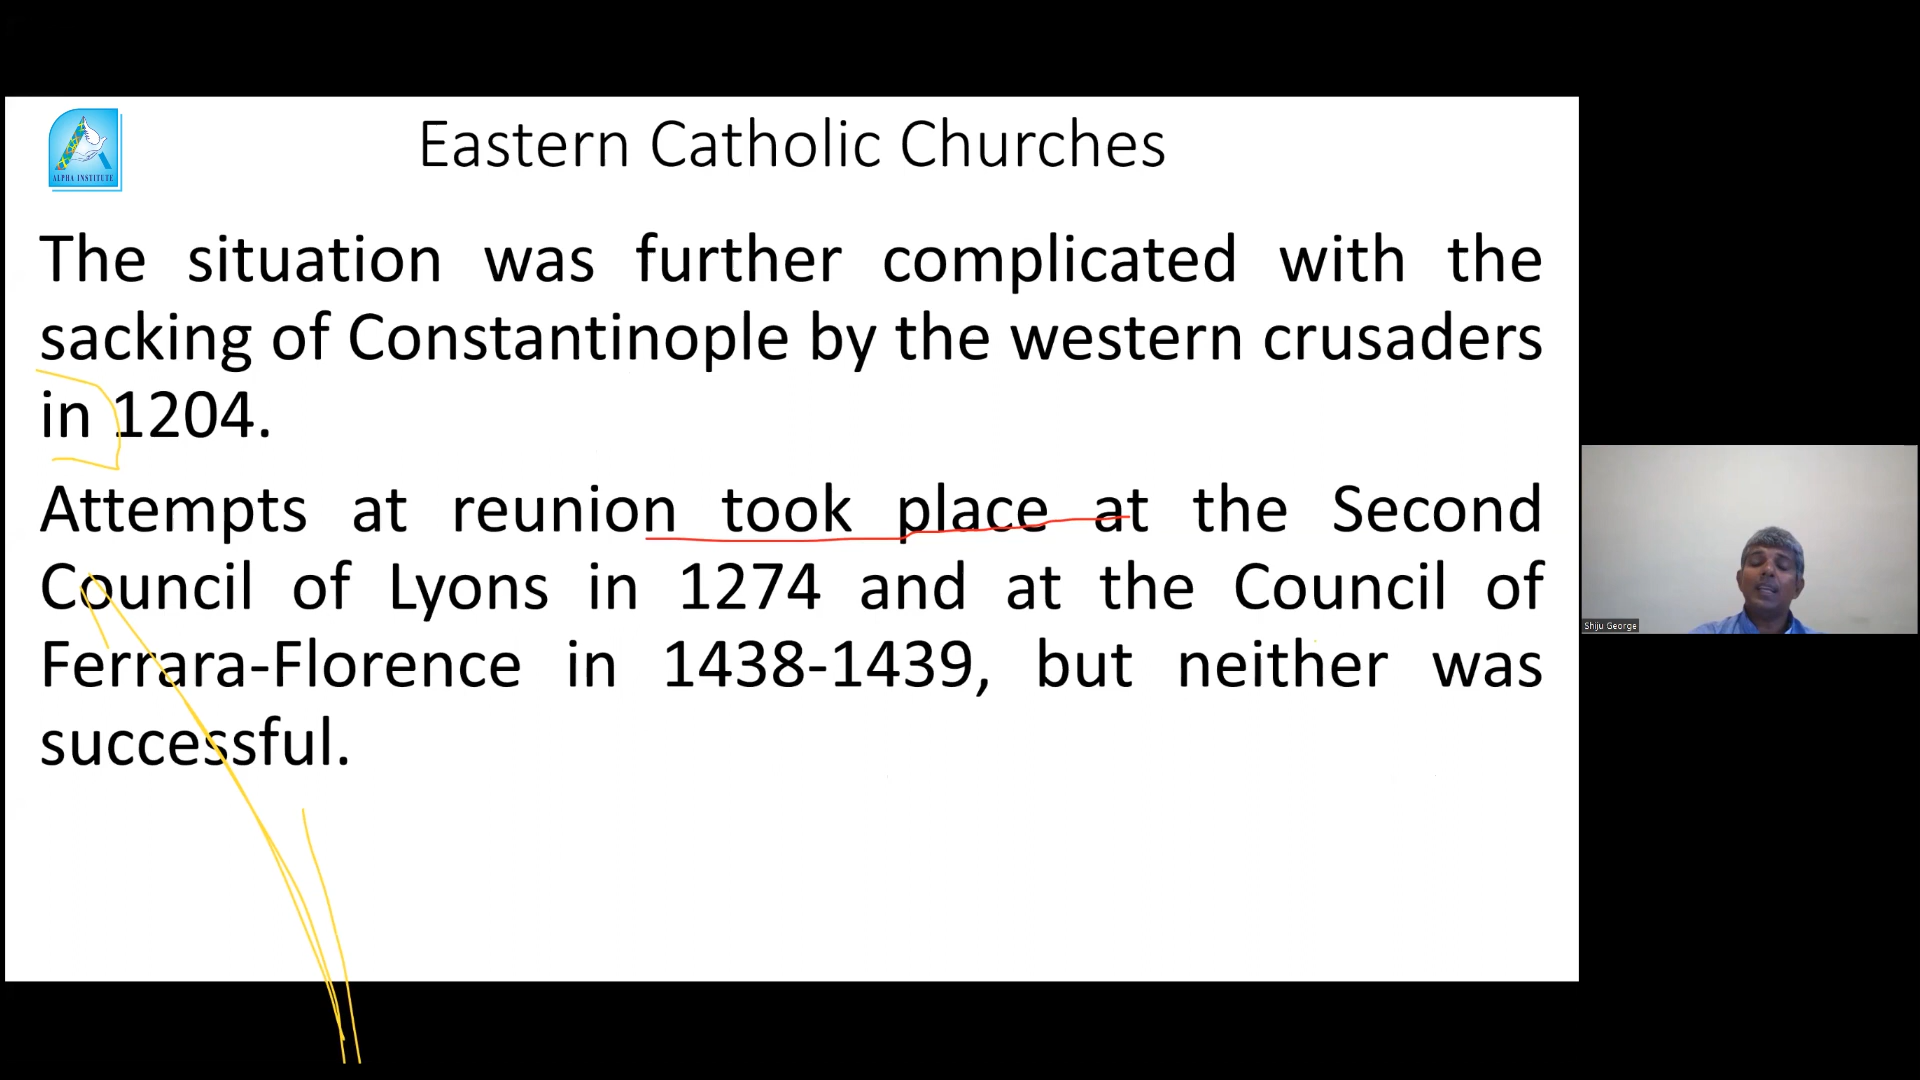 Eastern Catholic Churches
ALPHA INSTITUTE
The situation was further complicated with the
sacking of Constantinople by the western crusaders
in 1204.
Attempts at reunion took place at the Second
Council of Lyons in 1274 and at the Council of
Ferrara-Florence in 1438-1439, but neither was
successful.
Shiju George